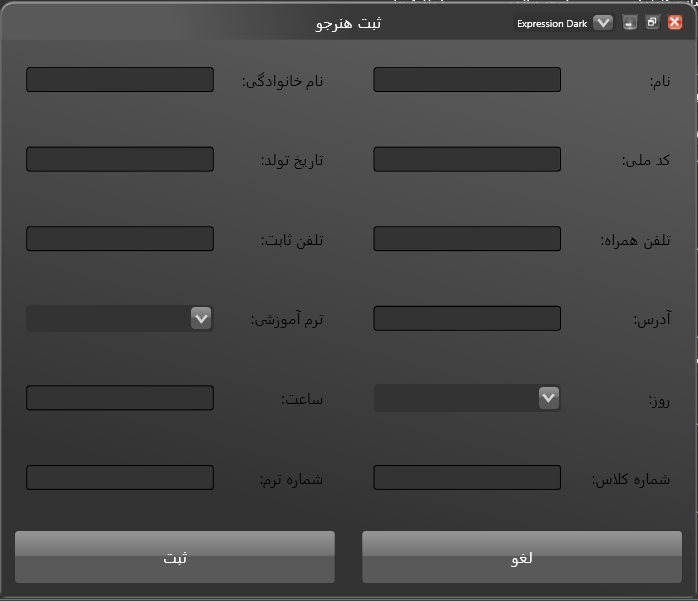 ثبت هنرجو
Expression Dark
نام:
نام خانوادگی:
کد ملی:
تاریخ تولد:
تلفن همراه:
تلفن ثابت:
آدرس:
ترم آموزشی:
روز:
ساعت:
شماره کلاس:
شماره ترم:
لغو
ثبت